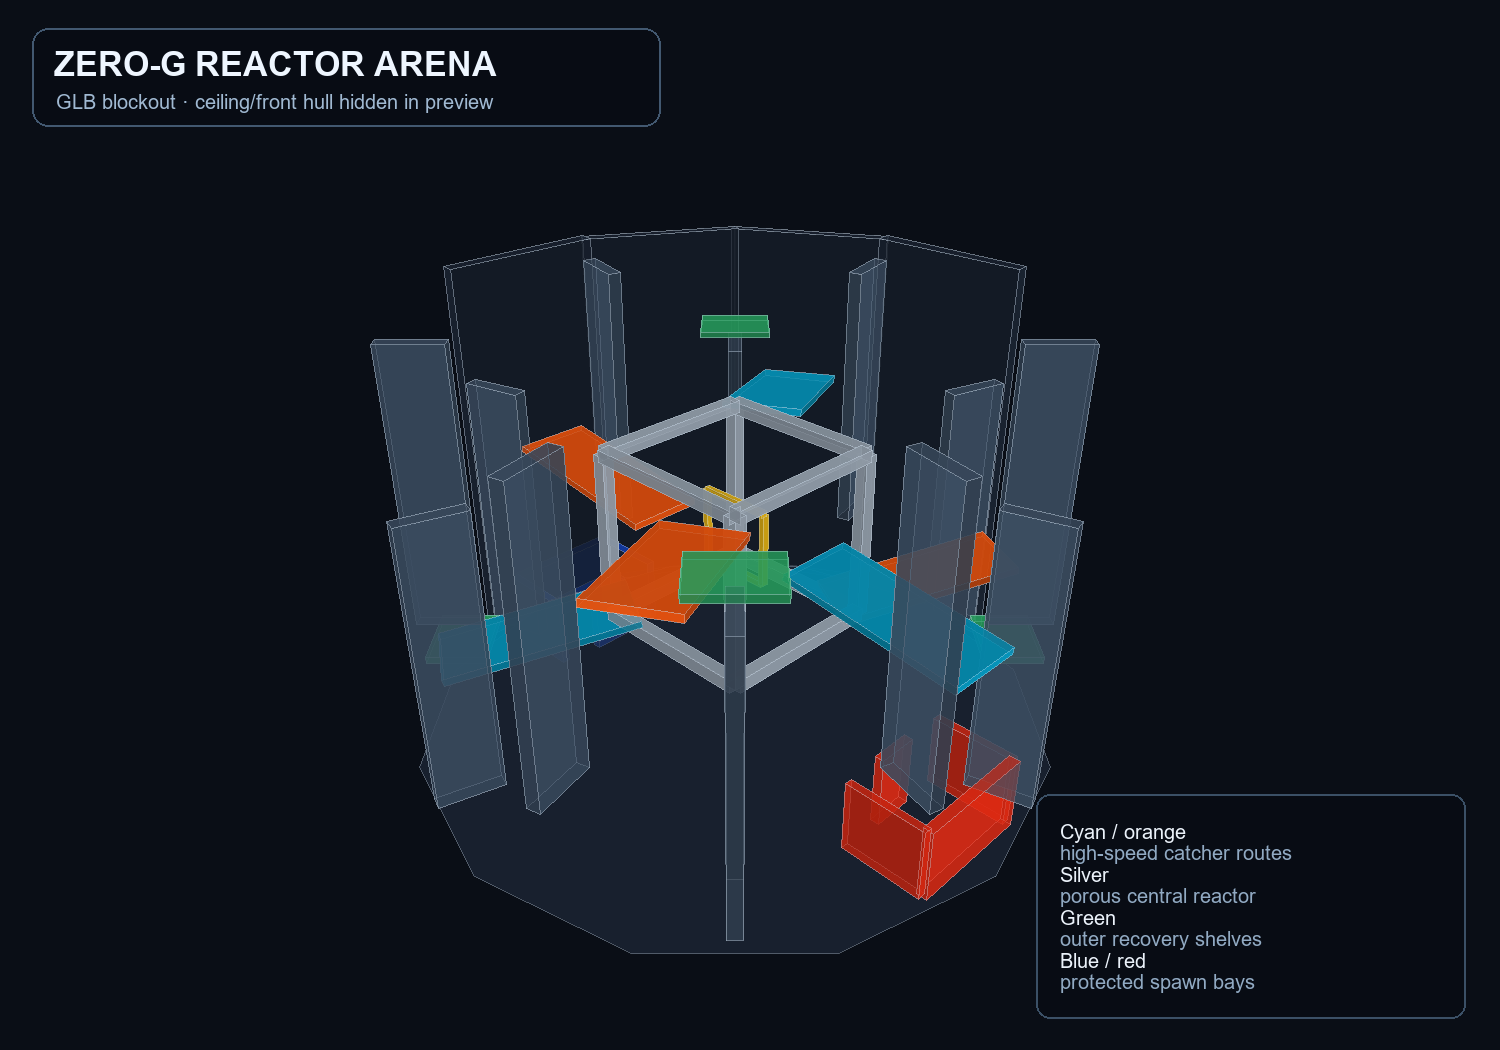 ZERO-G REACTOR ARENA
GLB blockout · ceiling/front hull hidden in preview
Cyan / orange
high-speed catcher routes
Silver
porous central reactor
Green
outer recovery shelves
Blue / red
protected spawn bays